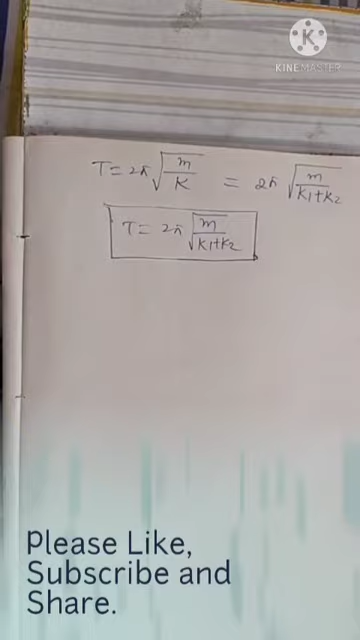 KINEMASTER
T = 2π √(m/K) = 2π √(m/(K1+K2))
T = 2π √(m/(K1+K2))
Please Like,
Subscribe and
Share.